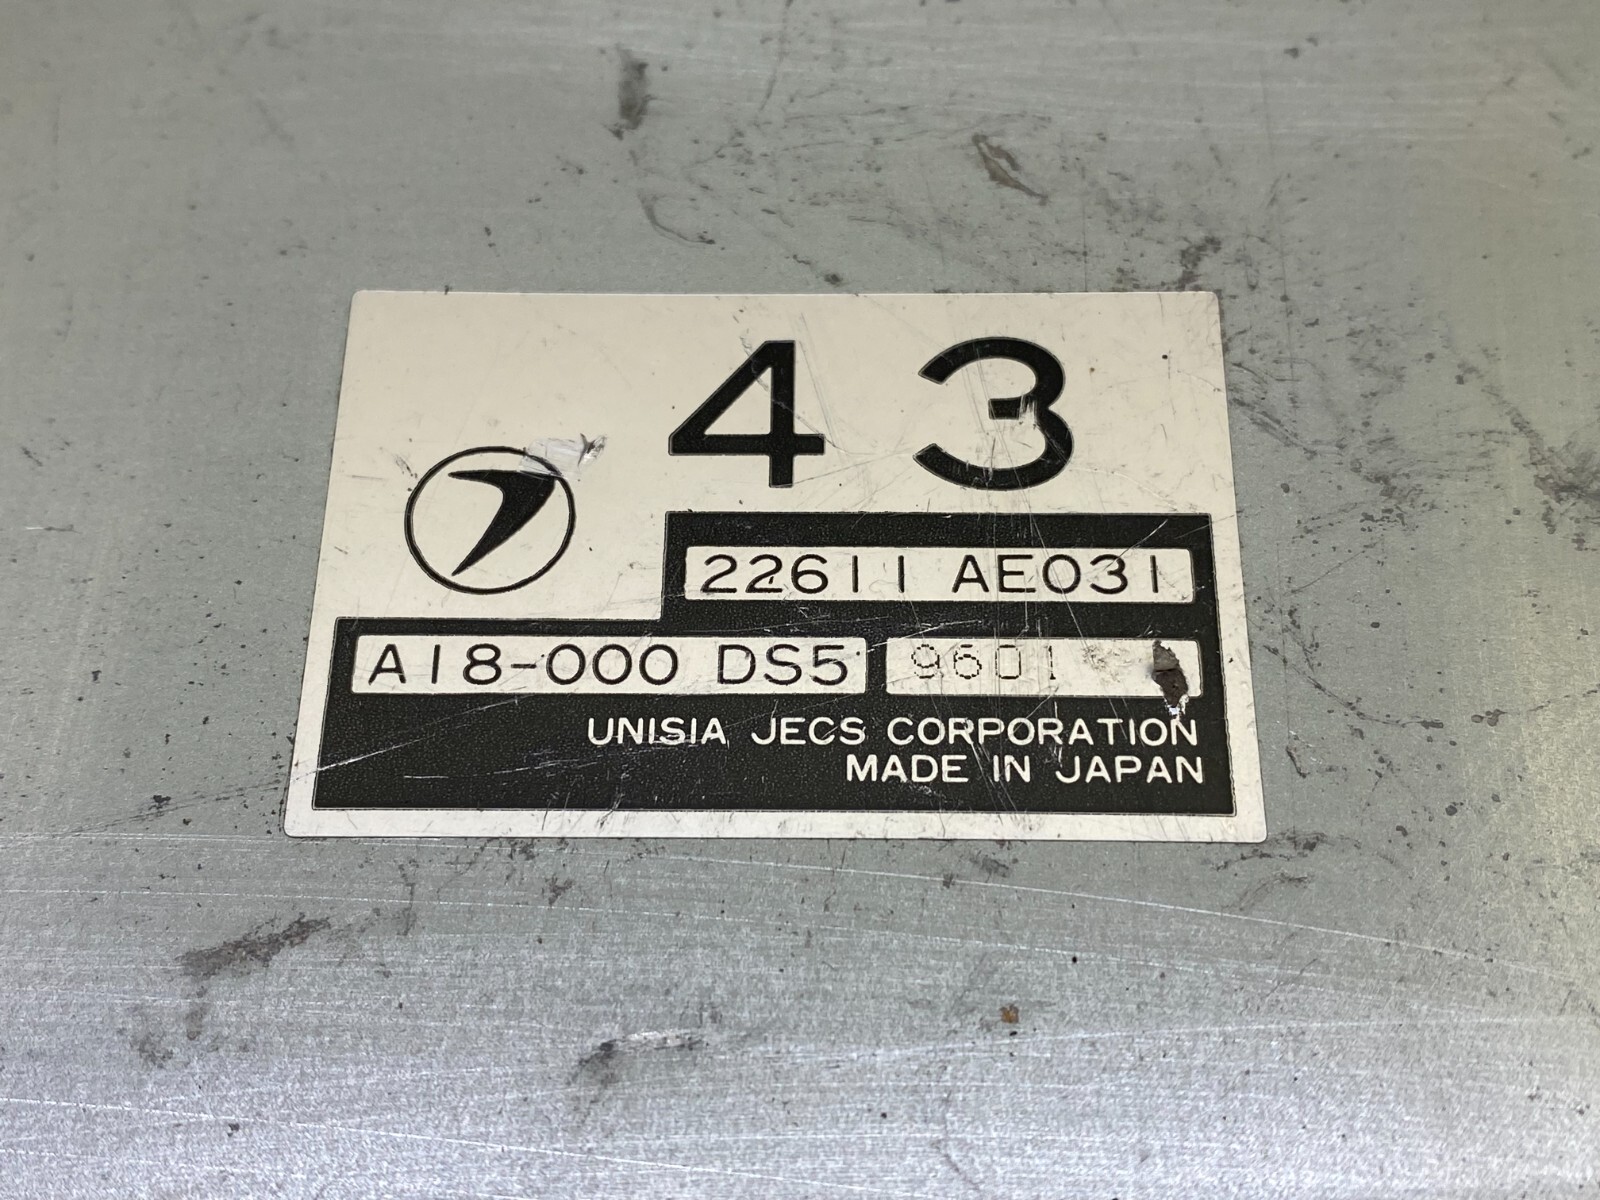 43
22611 AE031
A18-000 DS5 9601
UNISIA JECS CORPORATION
MADE IN JAPAN